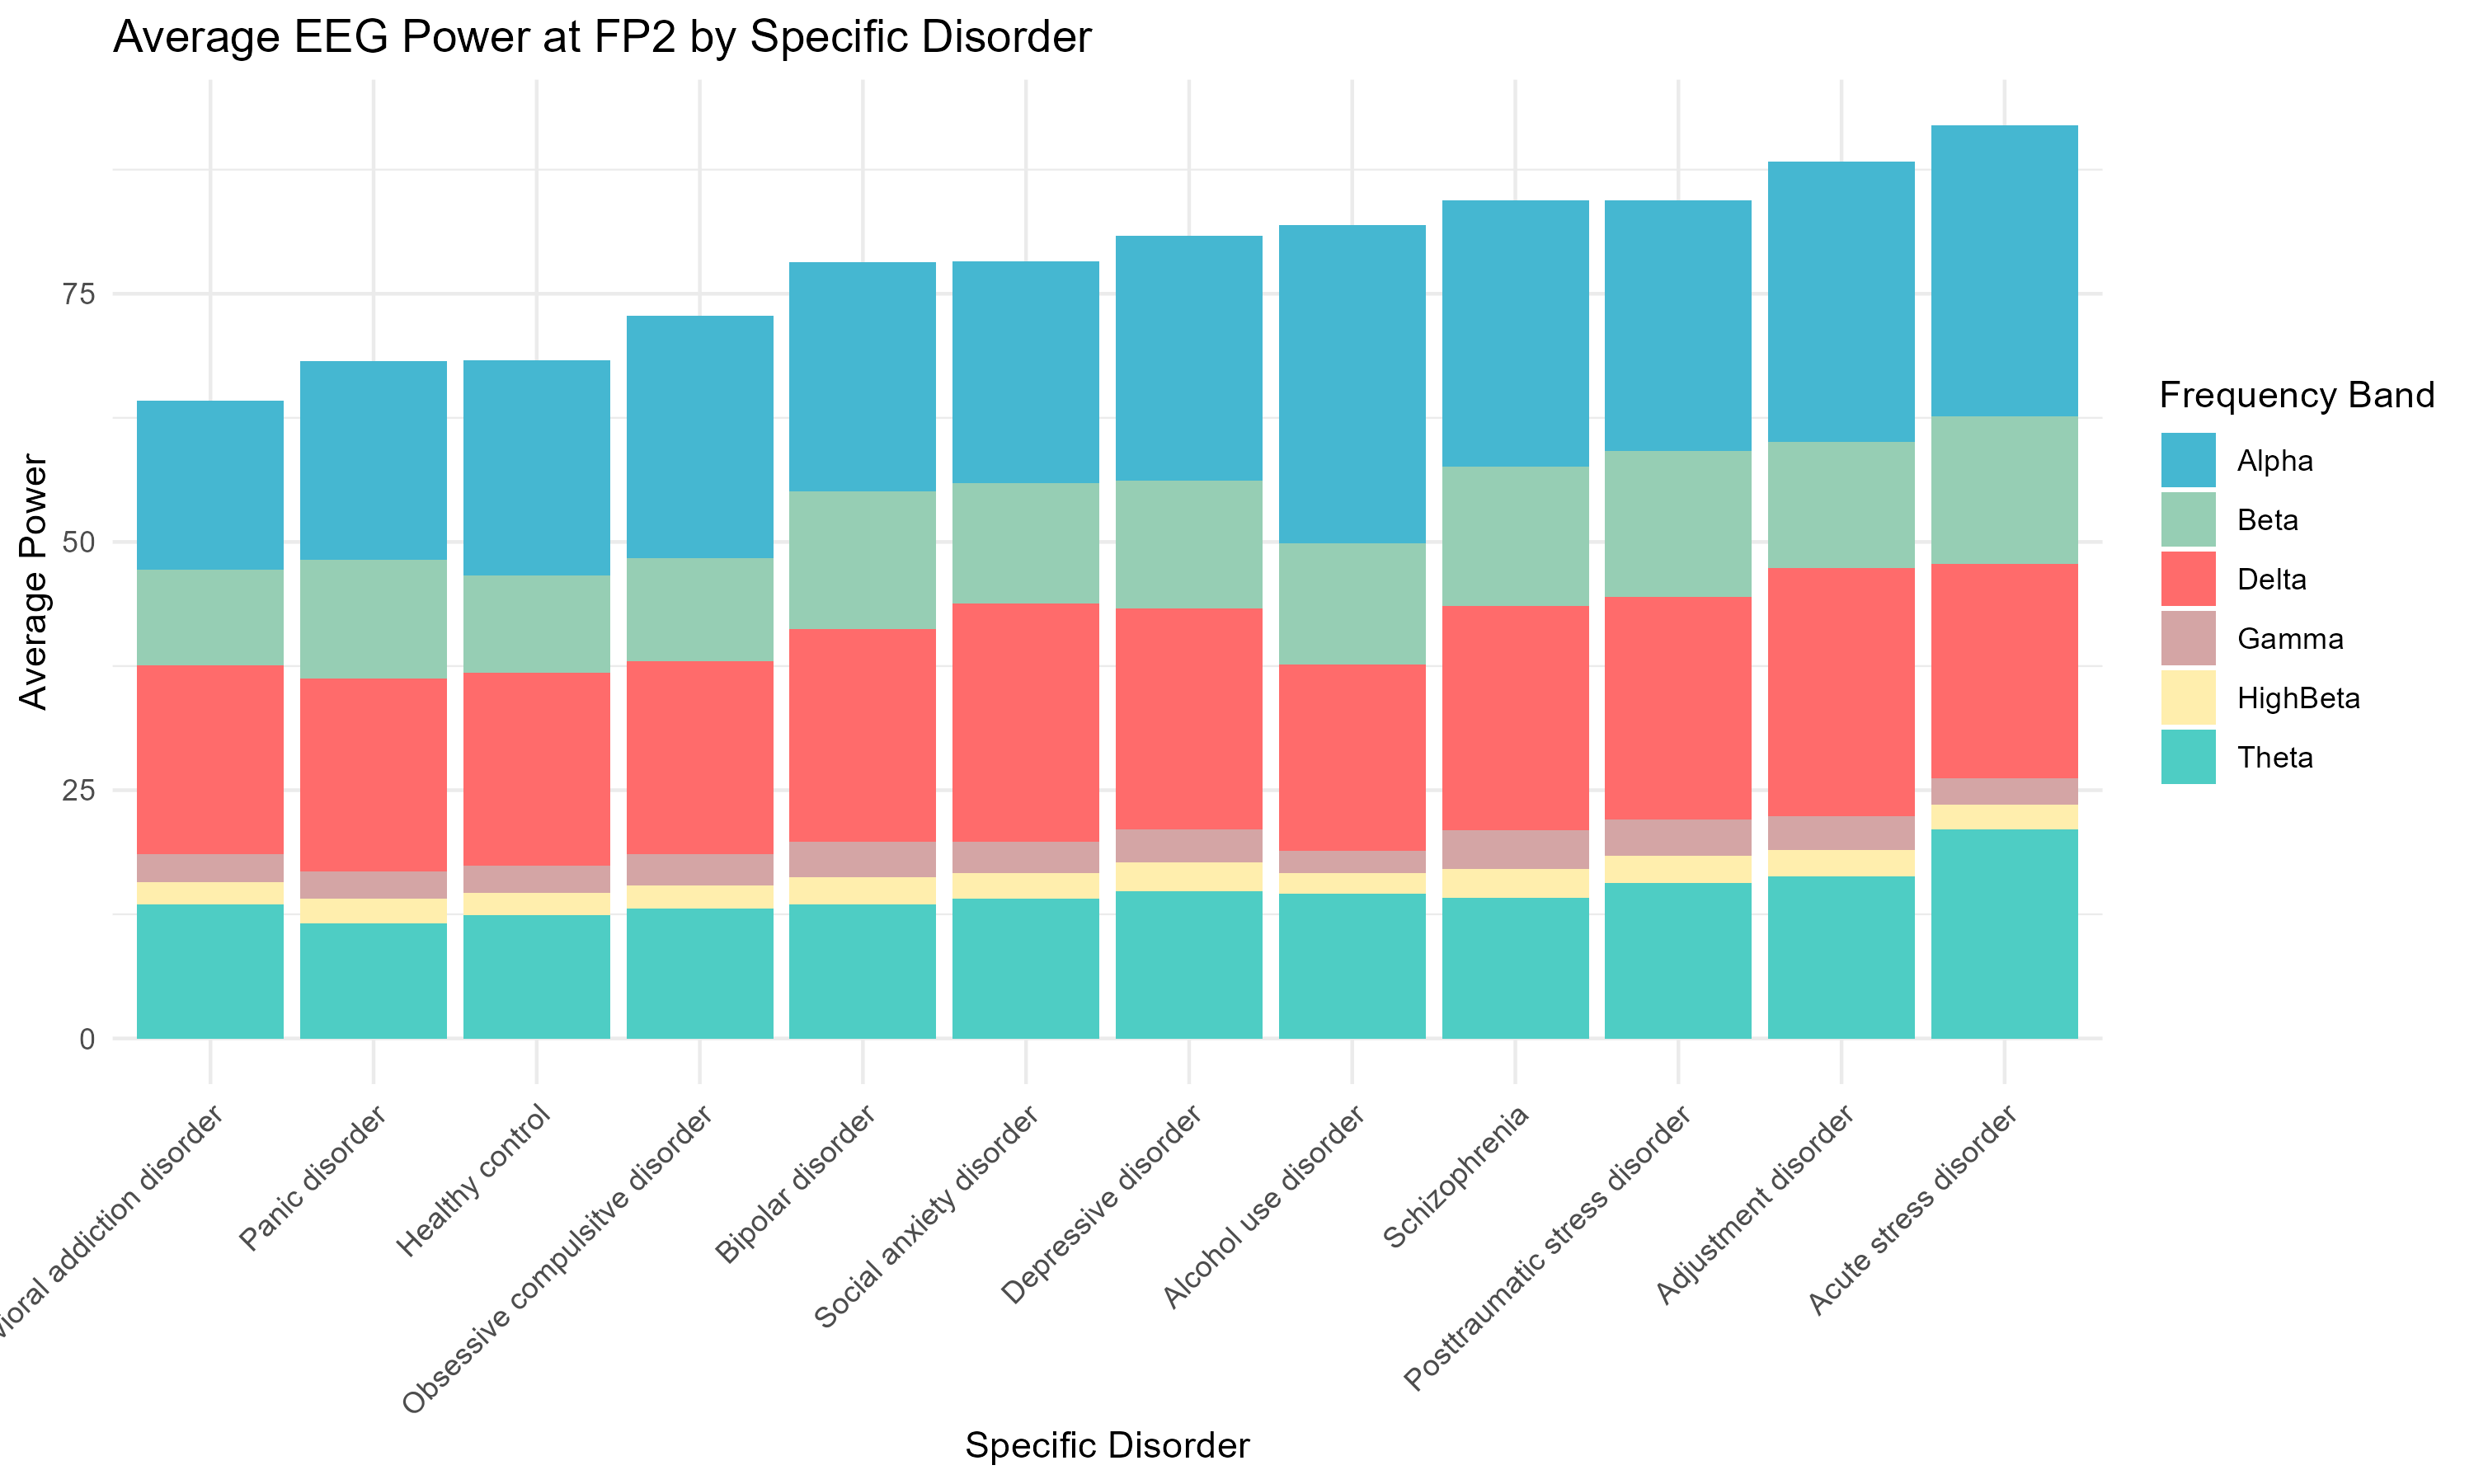 Average EEG Power at FP2 by Specific Disorder
Average Power
75
50
25
0
addiction disorder
Panic disorder
Healthy control
Obsessive compulsitve disorder
Bipolar disorder
Social anxiety disorder
Depressive disorder
Alcohol use disorder
Schizophrenia
Posttraumatic stress disorder
Adjustment disorder
Acute stress disorder
Specific Disorder
Frequency Band
Alpha
Beta
Delta
Gamma
HighBeta
Theta